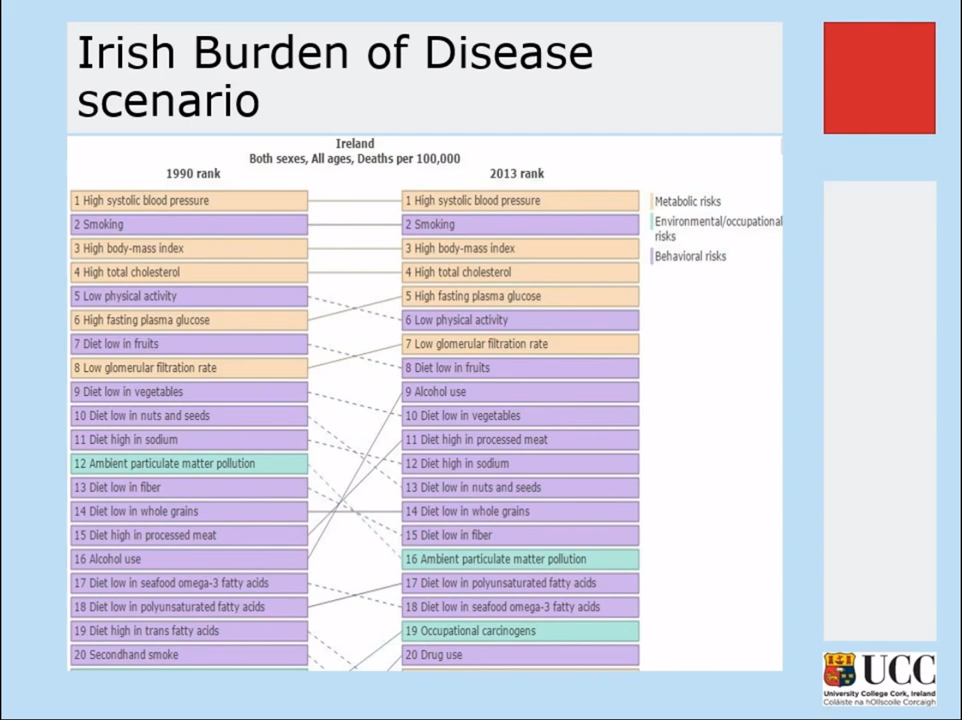 Irish Burden of Disease
scenario
Ireland
Both sexes, All ages, Deaths per 100,000
1990 rank
2013 rank
1 High systolic blood pressure
2 Smoking
3 High body-mass index
4 High total cholesterol
5 Low physical activity
6 High fasting plasma glucose
7 Diet low in fruits
8 Low glomerular filtration rate
9 Diet low in vegetables
10 Diet low in nuts and seeds
11 Diet high in sodium
12 Ambient particulate matter pollution
13 Diet low in fiber
14 Diet low in whole grains
15 Diet high in processed meat
16 Alcohol use
17 Diet low in seafood omega-3 fatty acids
18 Diet low in polyunsaturated fatty acids
19 Diet high in trans fatty acids
20 Secondhand smoke
1 High systolic blood pressure
2 Smoking
3 High body-mass index
4 High total cholesterol
5 High fasting plasma glucose
6 Low physical activity
7 Low glomerular filtration rate
8 Diet low in fruits
9 Alcohol use
10 Diet low in vegetables
11 Diet high in processed meat
12 Diet high in sodium
13 Diet low in nuts and seeds
14 Diet low in whole grains
15 Diet low in fiber
16 Ambient particulate matter pollution
17 Diet low in polyunsaturated fatty acids
18 Diet low in seafood omega-3 fatty acids
19 Occupational carcinogens
20 Drug use
Metabolic risks
Environmental/occupational
risks
Behavioral risks
UCC
University College Cork, Ireland
Coláiste na hOllscoile Corcaigh